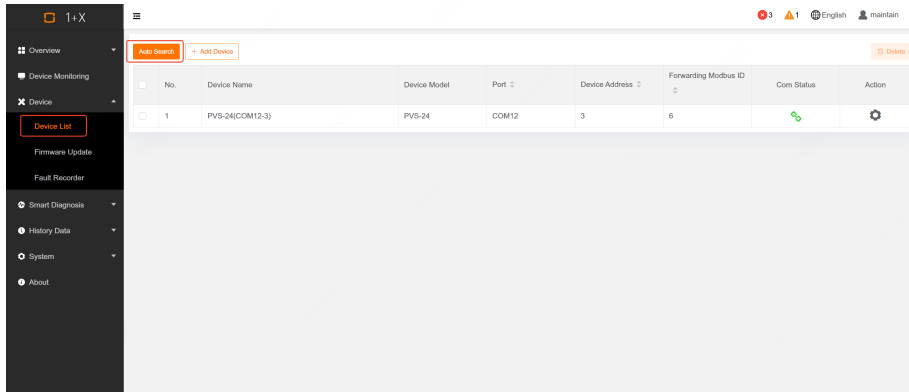 1+X
3 1 English maintain
Overview
Device Monitoring
Device
Device List
Firmware Update
Fault Recorder
Smart Diagnosis
History Data
System
About
Auto Search + Add Device Delete
No. Device Name Device Model Port Device Address Forwarding Modbus ID Com Status Action
1 PVS-24(COM12-3) PVS-24 COM12 3 6